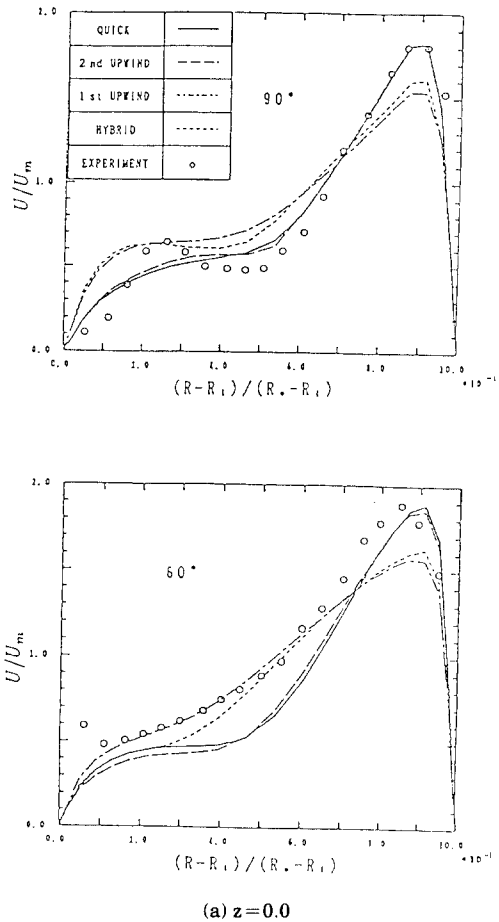 2.0
QUICK
2nd UPWIND
1st UPWIND
HYBRID
EXPERIMENT
90°
U/Um
1.0
0.0
0.0 2.0 4.0 6.0 8.0 10.0
*10⁻¹
(R-Rᵢ)/(Rₒ-Rᵢ)
2.0
60°
U/Um
1.0
0.0
0.0 2.0 4.0 6.0 8.0 10.0
*10⁻¹
(R-Rᵢ)/(Rₒ-Rᵢ)
(a) z=0.0